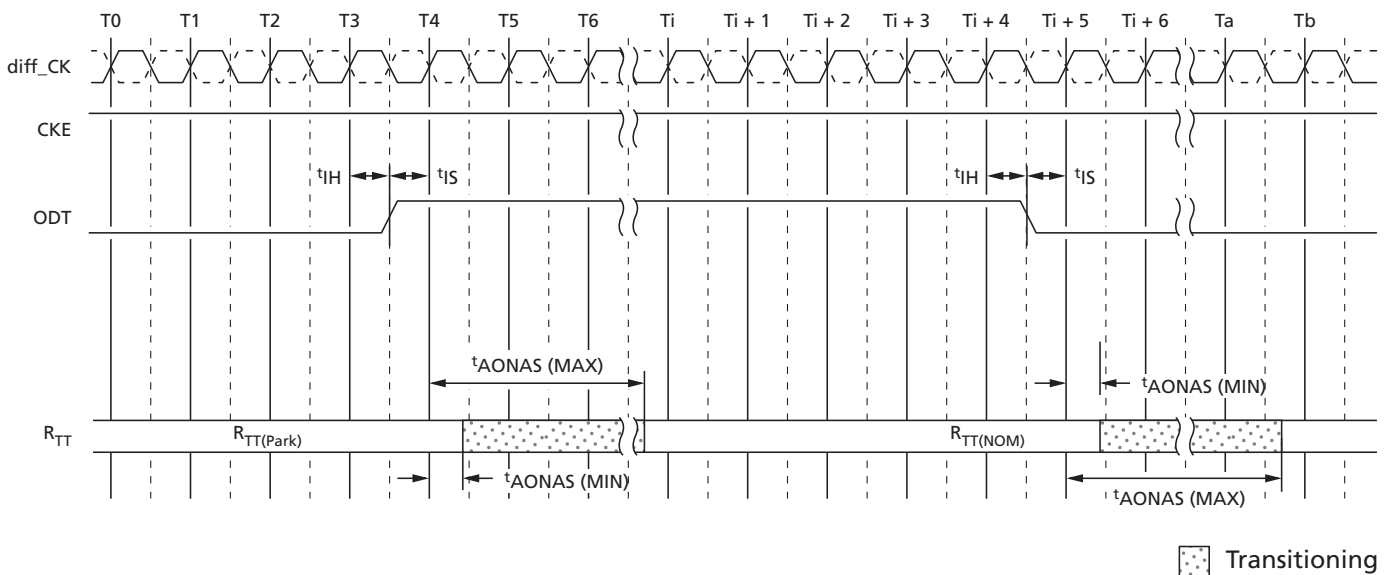 T0 T1 T2 T3 T4 T5 T6 Ti Ti + 1 Ti + 2 Ti + 3 Ti + 4 Ti + 5 Ti + 6 Ta Tb
diff_CK
CKE
tIH tIS tIH tIS
ODT
tAONAS (MAX)
tAONAS (MIN)
RTT RTT(Park) RTT(NOM)
tAONAS (MIN)
tAONAS (MAX)
Transitioning